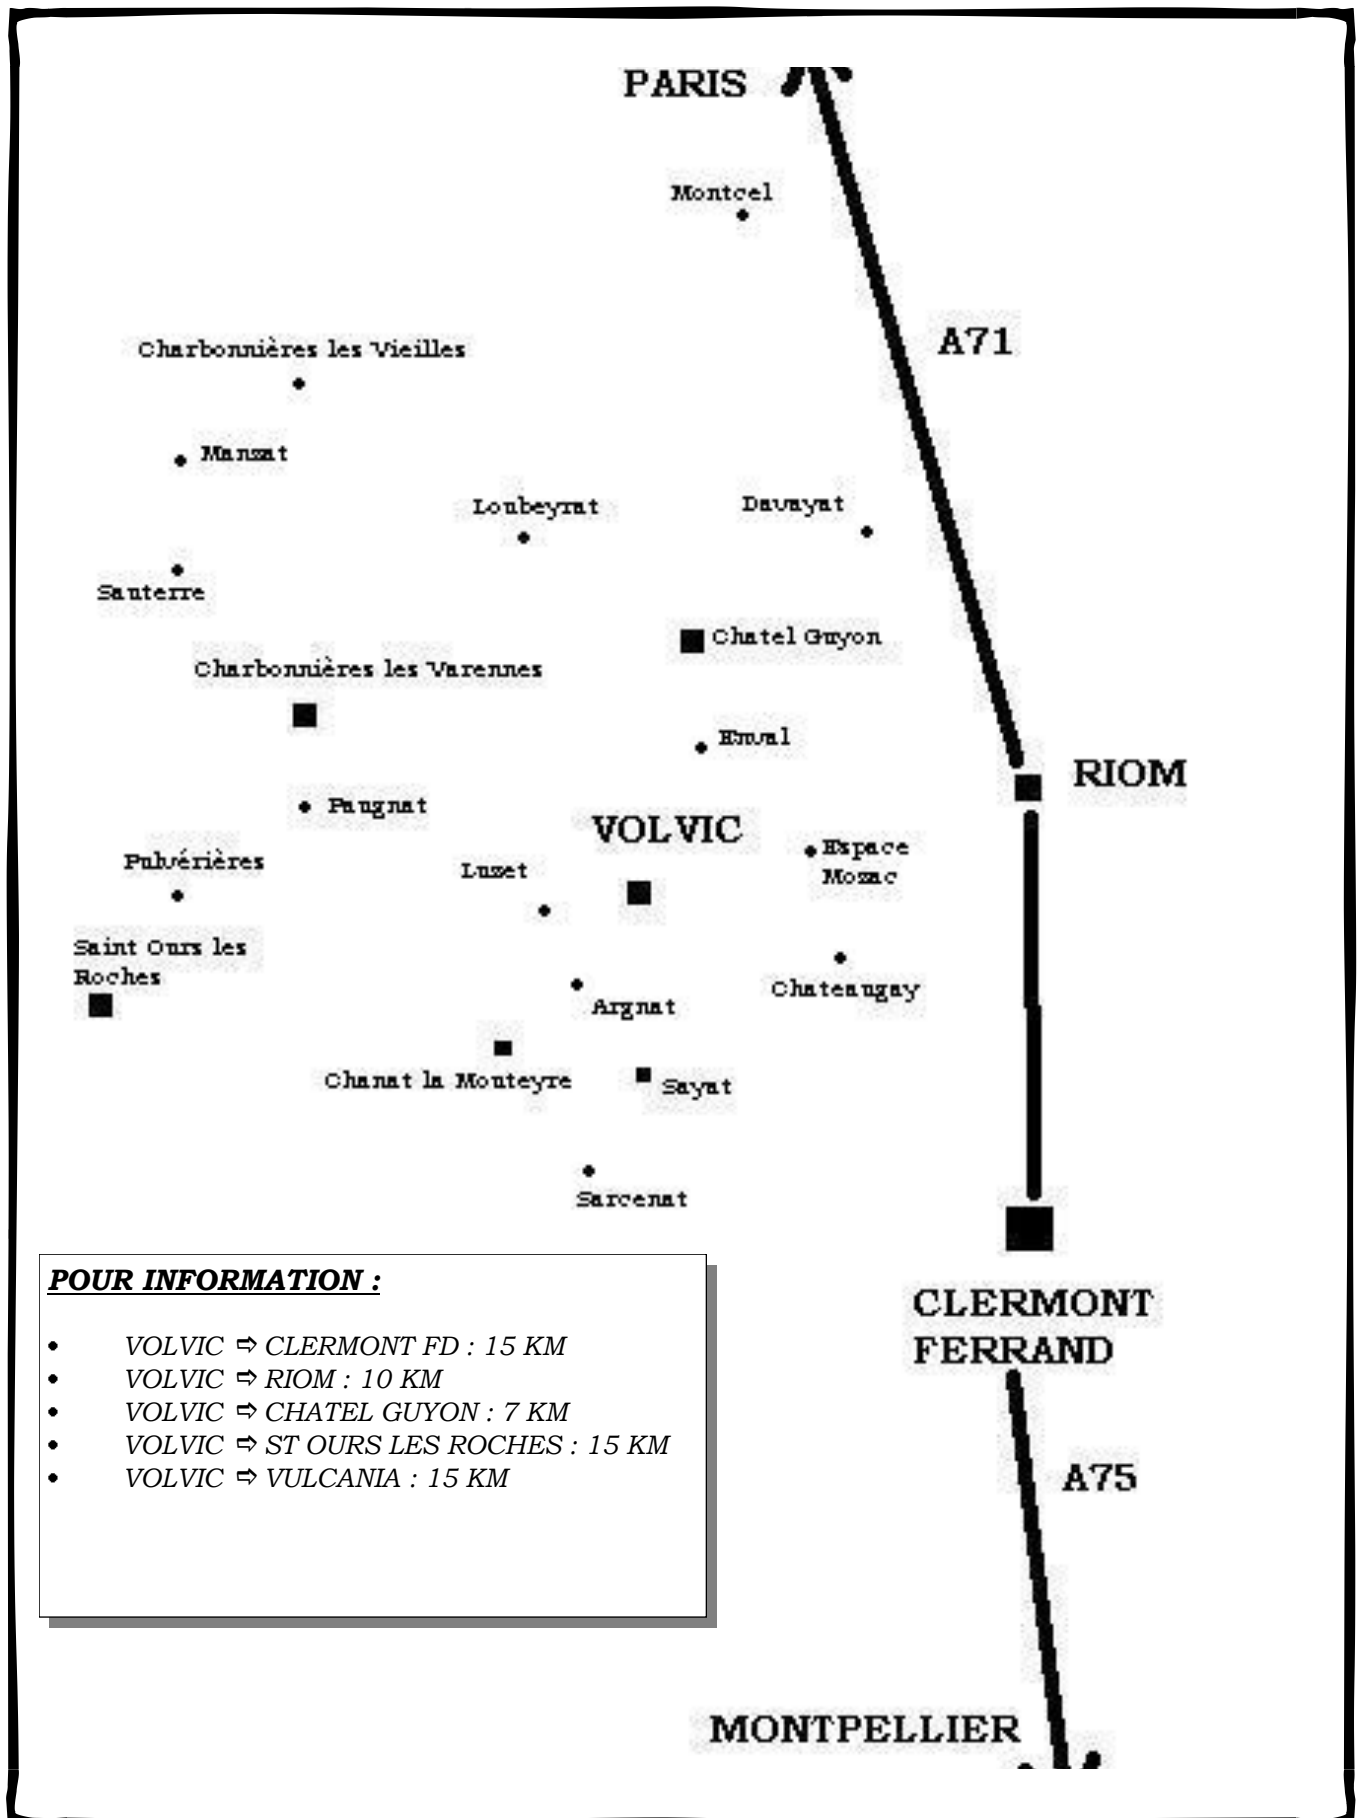 PARIS
Montcel
A71
Charbonnières les Vieilles
Manzat
Loubeyrat
Davayat
Sauterre
Chatel Guyon
Charbonnières les Varennes
Enval
RIOM
Paugnat
VOLVIC
Espace
Mozac
Pulvérières
Luzet
Saint Ours les
Roches
Argnat
Chateaugay
Chanat la Monteyre
Sayat
Sarcenat
POUR INFORMATION :
• VOLVIC ⇨ CLERMONT FD : 15 KM
• VOLVIC ⇨ RIOM : 10 KM
• VOLVIC ⇨ CHATEL GUYON : 7 KM
• VOLVIC ⇨ ST OURS LES ROCHES : 15 KM
• VOLVIC ⇨ VULCANIA : 15 KM
CLERMONT
FERRAND
A75
MONTPELLIER